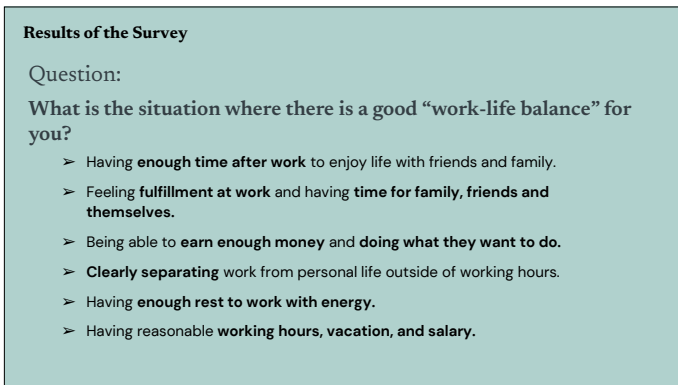 Results of the Survey
Question:
What is the situation where there is a good “work-life balance” for
you?
➢ Having enough time after work to enjoy life with friends and family.
➢ Feeling fulfillment at work and having time for family, friends and
themselves.
➢ Being able to earn enough money and doing what they want to do.
➢ Clearly separating work from personal life outside of working hours.
➢ Having enough rest to work with energy.
➢ Having reasonable working hours, vacation, and salary.